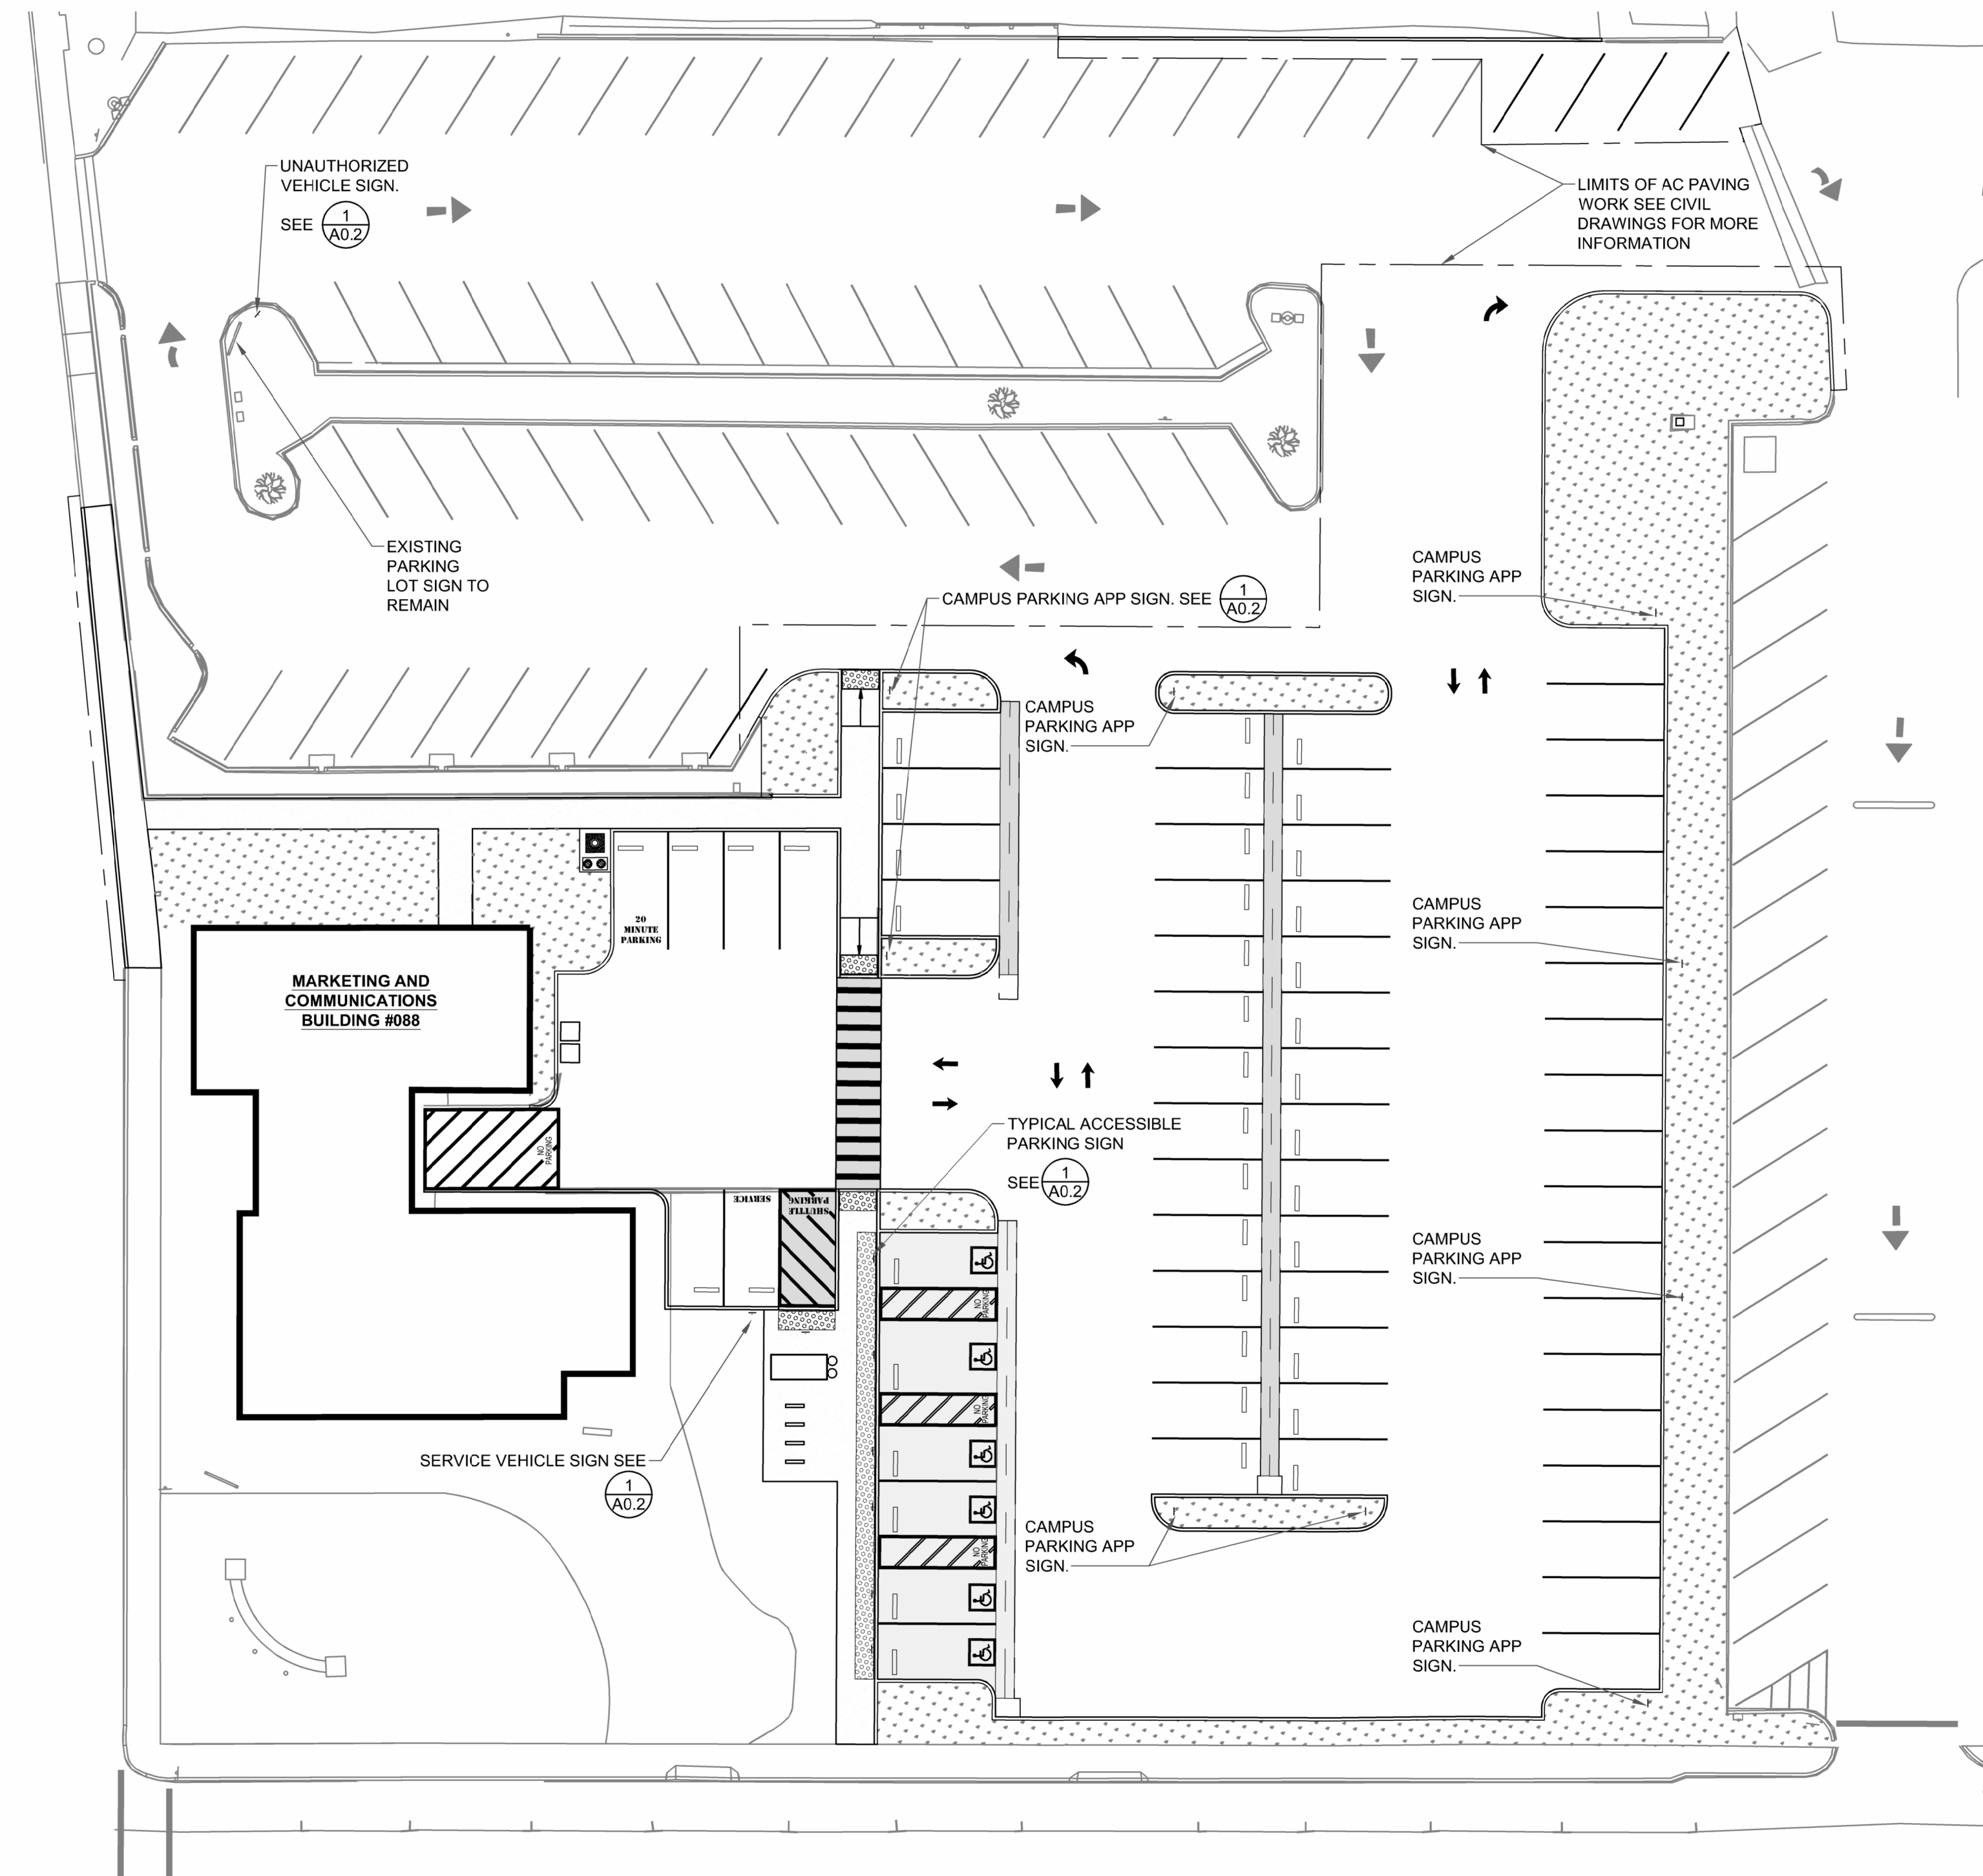 UNAUTHORIZED
VEHICLE SIGN.
SEE
1
A0.2
LIMITS OF AC PAVING
WORK SEE CIVIL
DRAWINGS FOR MORE
INFORMATION
EXISTING
PARKING
LOT SIGN TO
REMAIN
CAMPUS PARKING APP SIGN. SEE
1
A0.2
CAMPUS
PARKING APP
SIGN.
CAMPUS
PARKING APP
SIGN.
20
MINUTE
PARKING
CAMPUS
PARKING APP
SIGN.
MARKETING AND
COMMUNICATIONS
BUILDING #088
NO
PARKING
TYPICAL ACCESSIBLE
PARKING SIGN
SEE
1
A0.2
SERVICE
SHUTTLE
PARKING
CAMPUS
PARKING APP
SIGN.
NO
PARKING
NO
PARKING
SERVICE VEHICLE SIGN SEE
1
A0.2
NO
PARKING
CAMPUS
PARKING APP
SIGN.
CAMPUS
PARKING APP
SIGN.